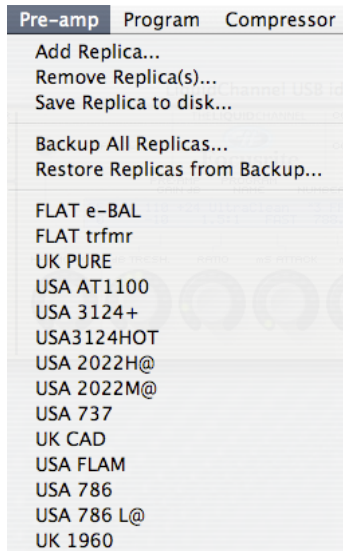 Pre-amp Program Compressor
Add Replica...
Remove Replica(s)...
Save Replica to disk...
Backup All Replicas...
Restore Replicas from Backup...
FLAT e-BAL
FLAT trfmr
UK PURE
USA AT1100
USA 3124+
USA3124HOT
USA 2022H@
USA 2022M@
USA 737
UK CAD
USA FLAM
USA 786
USA 786 L@
UK 1960